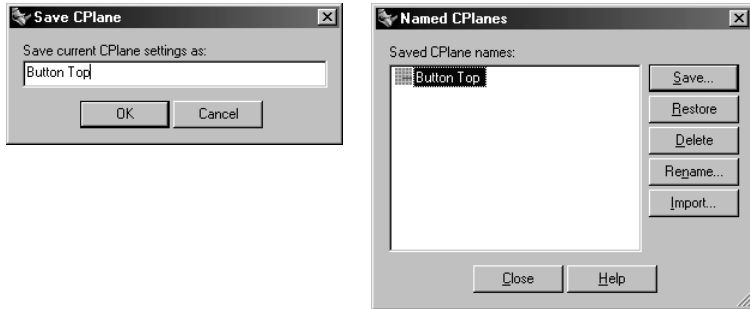 Save CPlane
Save current CPlane settings as:
Button Top
OK
Cancel
Named CPlanes
Saved CPlane names:
Button Top
Save...
Restore
Delete
Rename...
Import...
Close
Help